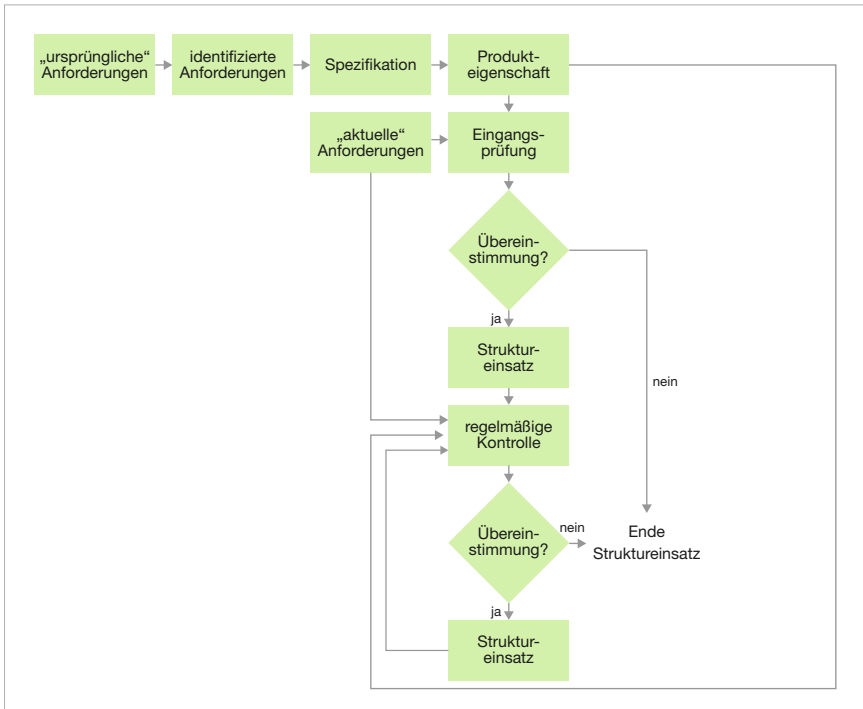 „ursprüngliche“
Anforderungen
identifizierte
Anforderungen
Spezifikation
Produkt-
eigenschaft
„aktuelle“
Anforderungen
Eingangs-
prüfung
Überein-
stimmung?
ja
nein
Struktur-
einsatz
regelmäßige
Kontrolle
Überein-
stimmung?
nein
Ende
Struktureinsatz
ja
Struktur-
einsatz